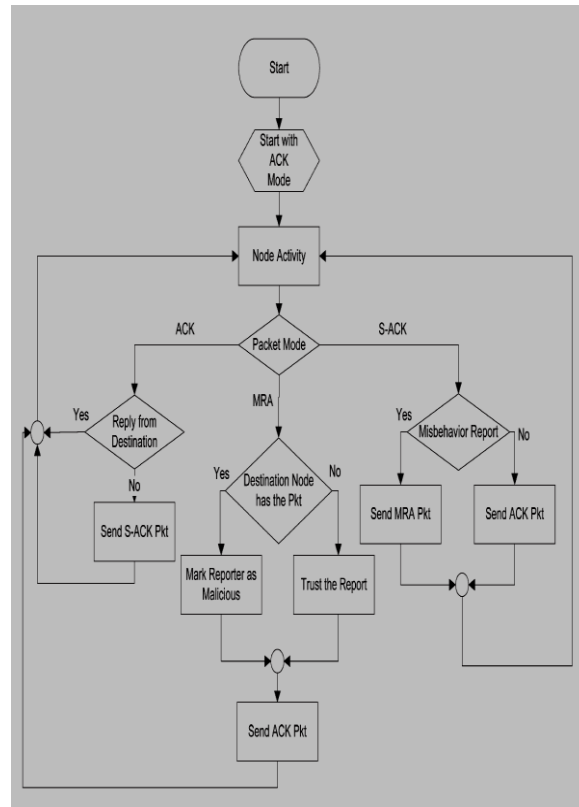 Start
Start with
ACK
Mode
Node Activity
Packet Mode
ACK
S-ACK
MRA
Yes
Reply from
Destination
No
Send S-ACK Pkt
Yes
Destination Node
has the Pkt
No
Mark Reporter as
Malicious
Trust the Report
Send ACK Pkt
Yes
Misbehavior Report
No
Send MRA Pkt
Send ACK Pkt